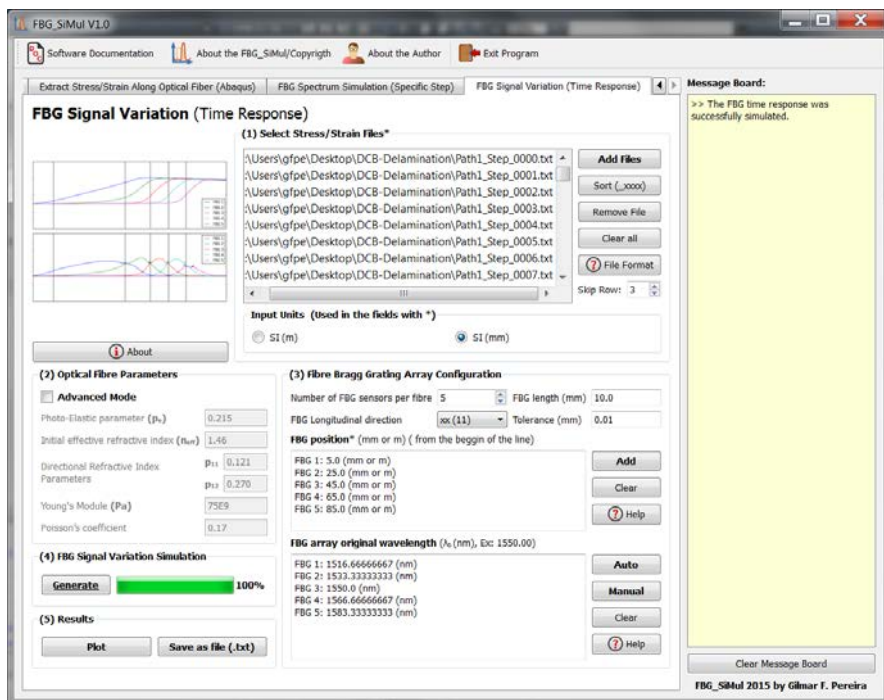 FBG_SiMul V1.0
Software Documentation About the FBG_SiMul/Copyrigth About the Author Exit Program
Extract Stress/Strain Along Optical Fiber (Abaqus) FBG Spectrum Simulation (Specific Step) FBG Signal Variation (Time Response)
Message Board:
>> The FBG time response was
successfully simulated.
FBG Signal Variation (Time Response)
(1) Select Stress/Strain Files*
:\Users\gfpe\Desktop\DCB-Delamination\Path1_Step_0000.txt
:\Users\gfpe\Desktop\DCB-Delamination\Path1_Step_0001.txt
:\Users\gfpe\Desktop\DCB-Delamination\Path1_Step_0002.txt
:\Users\gfpe\Desktop\DCB-Delamination\Path1_Step_0003.txt
:\Users\gfpe\Desktop\DCB-Delamination\Path1_Step_0004.txt
:\Users\gfpe\Desktop\DCB-Delamination\Path1_Step_0005.txt
:\Users\gfpe\Desktop\DCB-Delamination\Path1_Step_0006.txt
:\Users\gfpe\Desktop\DCB-Delamination\Path1_Step_0007.txt
Add Files
Sort (_xxxx)
Remove File
Clear all
File Format
Skip Row: 3
Input Units (Used in the fields with *)
SI (m) SI (mm)
About
(2) Optical Fibre Parameters
Advanced Mode
Photo-Elastic parameter (pₑ) 0.215
Initial effective refractive index (nₑff) 1.46
Directional Refractive Index
Parameters
p₁₁ 0.121
p₁₂ 0.270
Young's Module (Pa) 75E9
Poisson's coefficient 0.17
(3) Fibre Bragg Grating Array Configuration
Number of FBG sensors per fibre 5 FBG length (mm) 10.0
FBG Longitudinal direction xx (11) Tolerance (mm) 0.01
FBG position* (mm or m) ( from the beggin of the line)
FBG 1: 5.0 (mm or m)
FBG 2: 25.0 (mm or m)
FBG 3: 45.0 (mm or m)
FBG 4: 65.0 (mm or m)
FBG 5: 85.0 (mm or m)
Add
Clear
Help
FBG array original wavelength (λ₀ (nm), Ex: 1550.00)
FBG 1: 1516.66666667 (nm)
FBG 2: 1533.33333333 (nm)
FBG 3: 1550.0 (nm)
FBG 4: 1566.66666667 (nm)
FBG 5: 1583.33333333 (nm)
Auto
Manual
Clear
Help
(4) FBG Signal Variation Simulation
Generate 100%
(5) Results
Plot Save as file (.txt)
Clear Message Board
FBG_SiMul 2015 by Gilmar F. Pereira